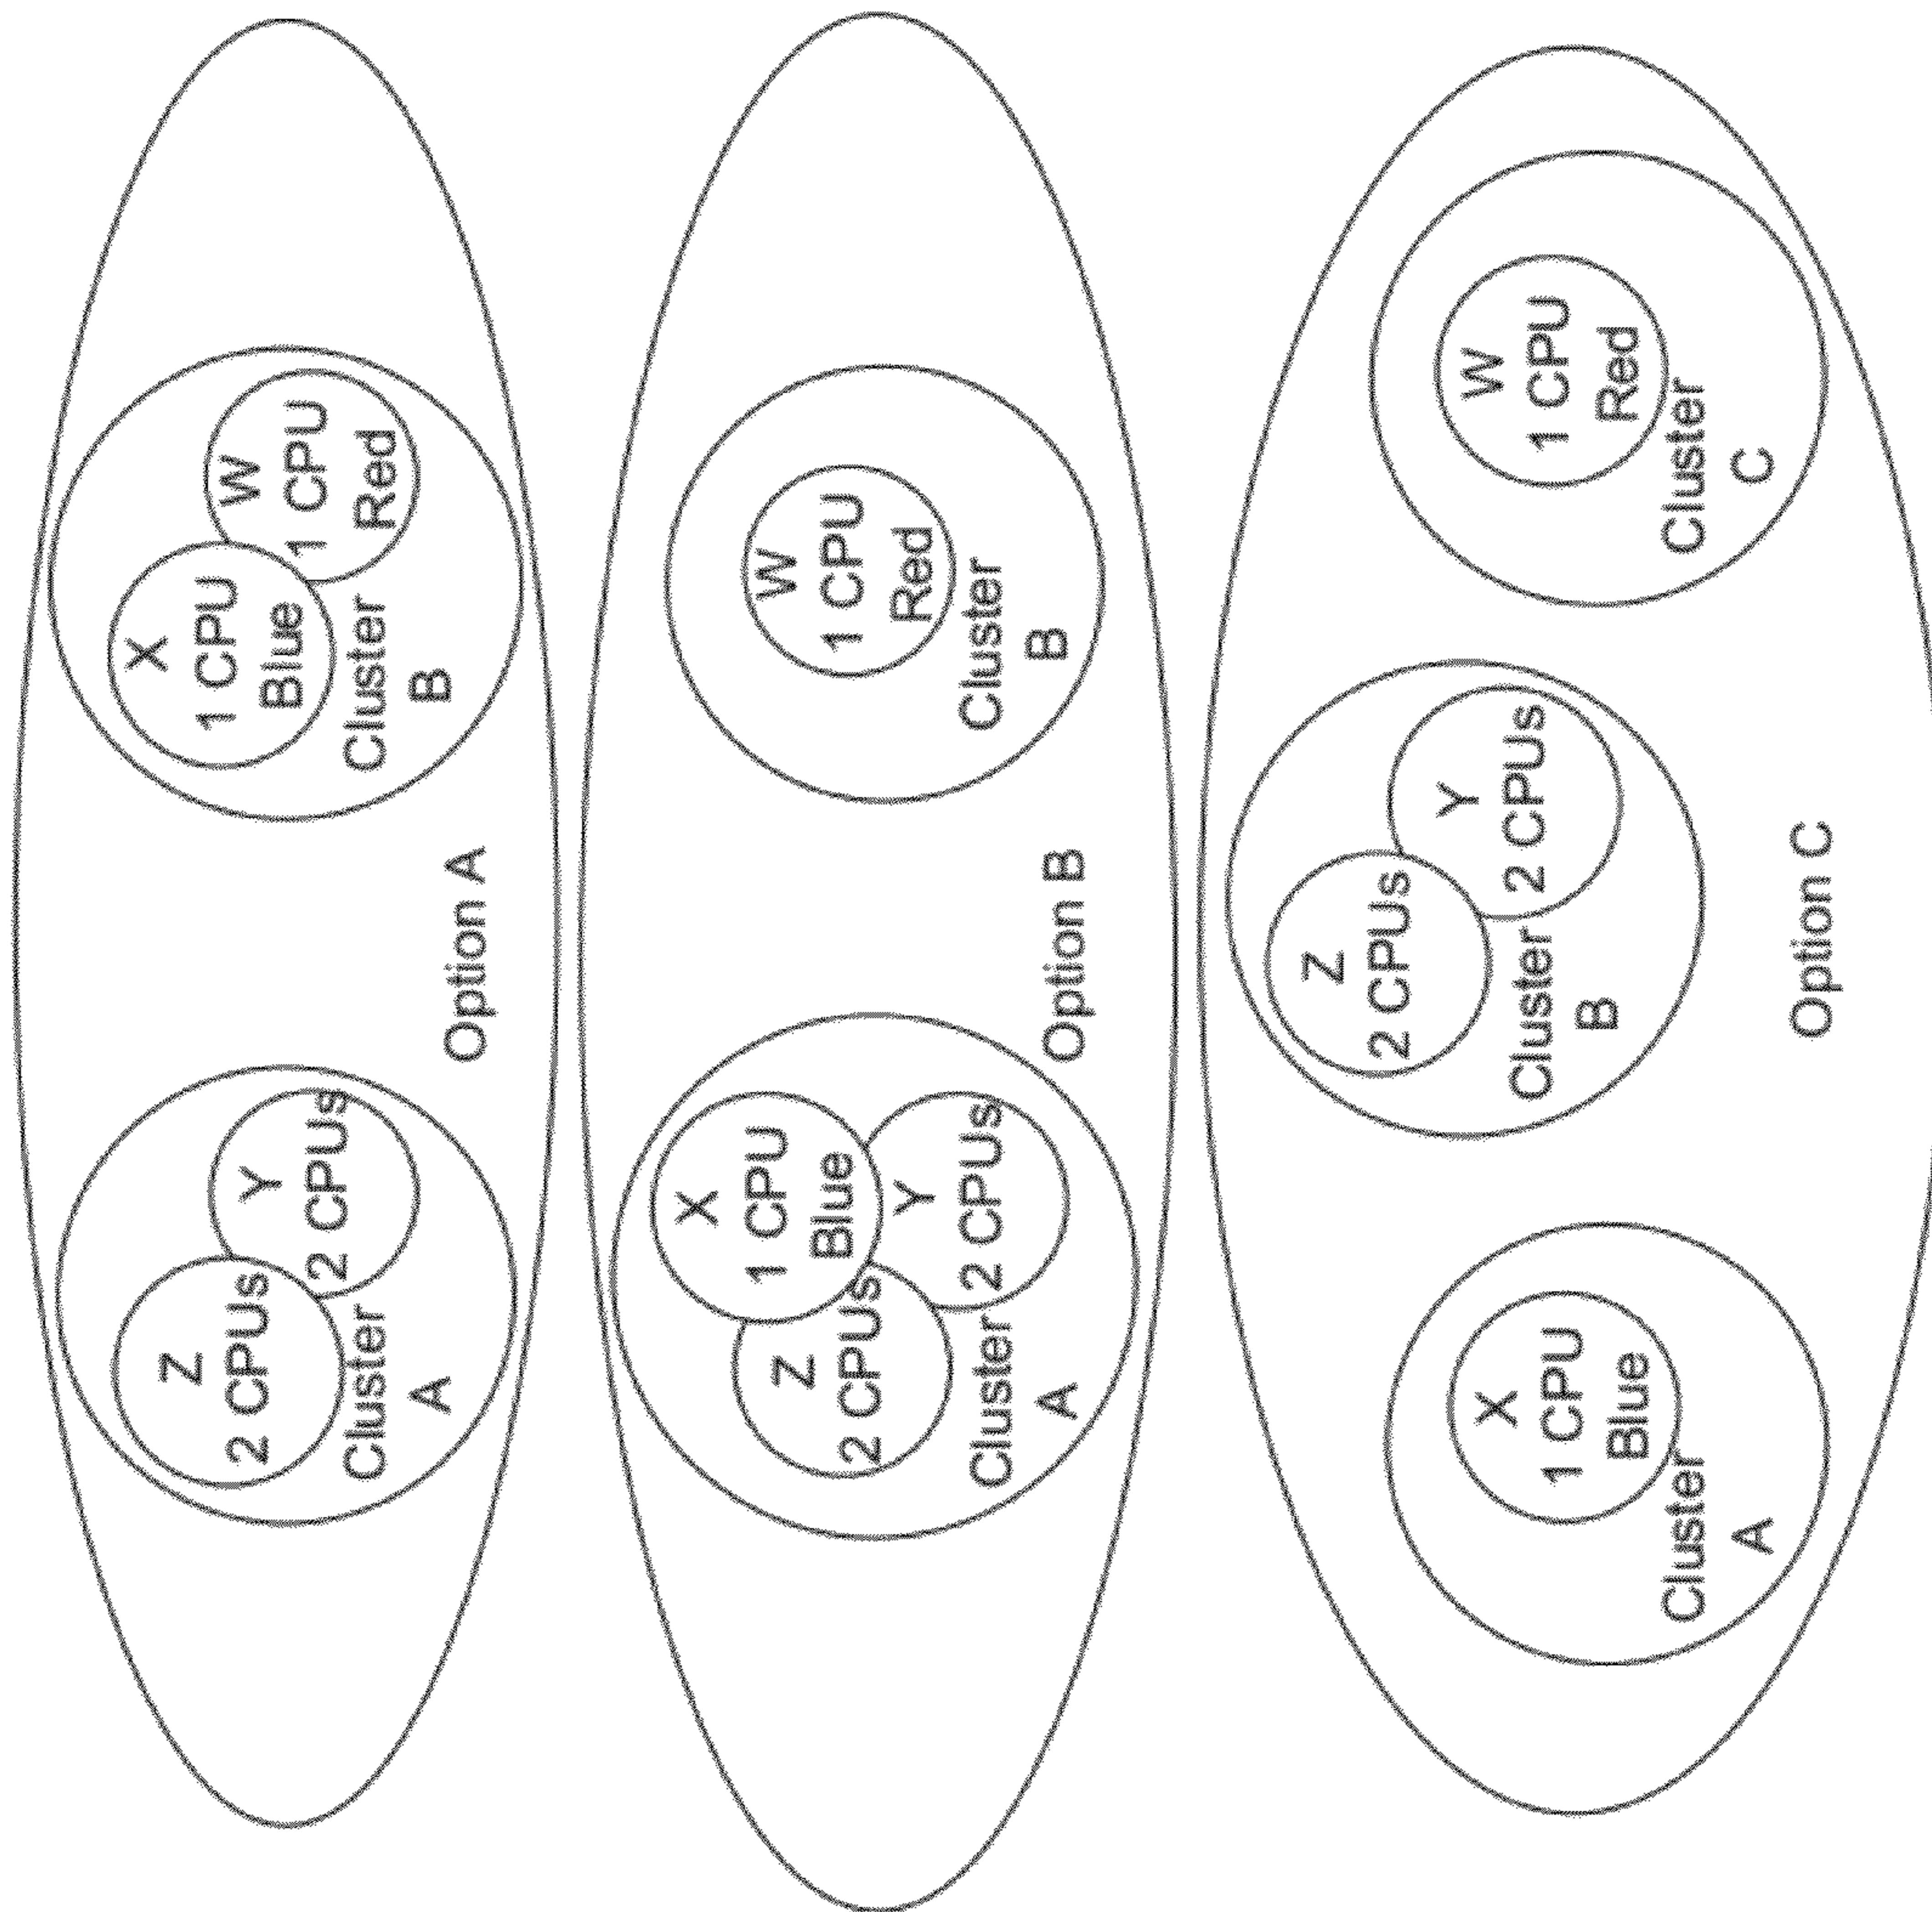 Z
2 CPUs
Y
2 CPUs
Cluster
A
X
1 CPU
Blue
W
1 CPU
Red
Cluster
B
Option A
Z
2 CPUs
X
1 CPU
Blue
Y
2 CPUs
Cluster
A
W
1 CPU
Red
Cluster
B
Option B
X
1 CPU
Blue
Cluster
A
Z
2 CPUs
Y
2 CPUs
Cluster
B
W
1 CPU
Red
Cluster
C
Option C